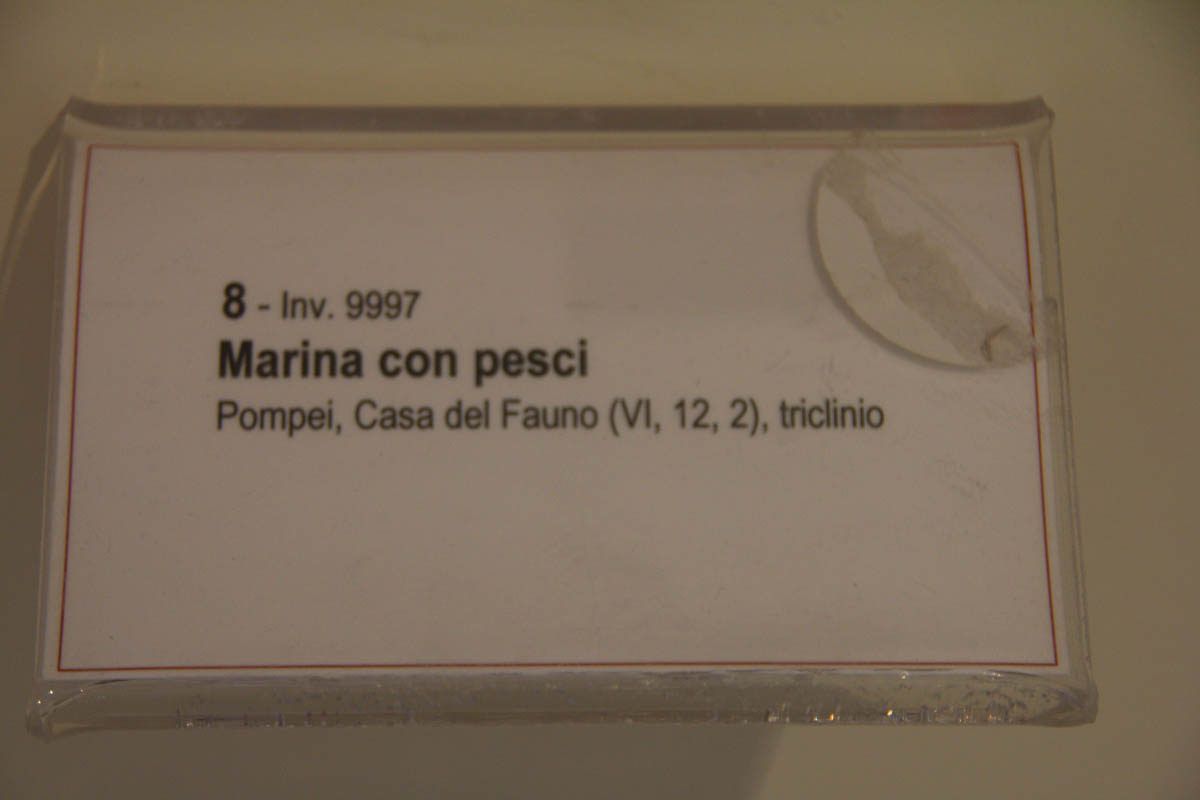 8 - Inv. 9997
Marina con pesci
Pompei, Casa del Fauno (VI, 12, 2), triclinio